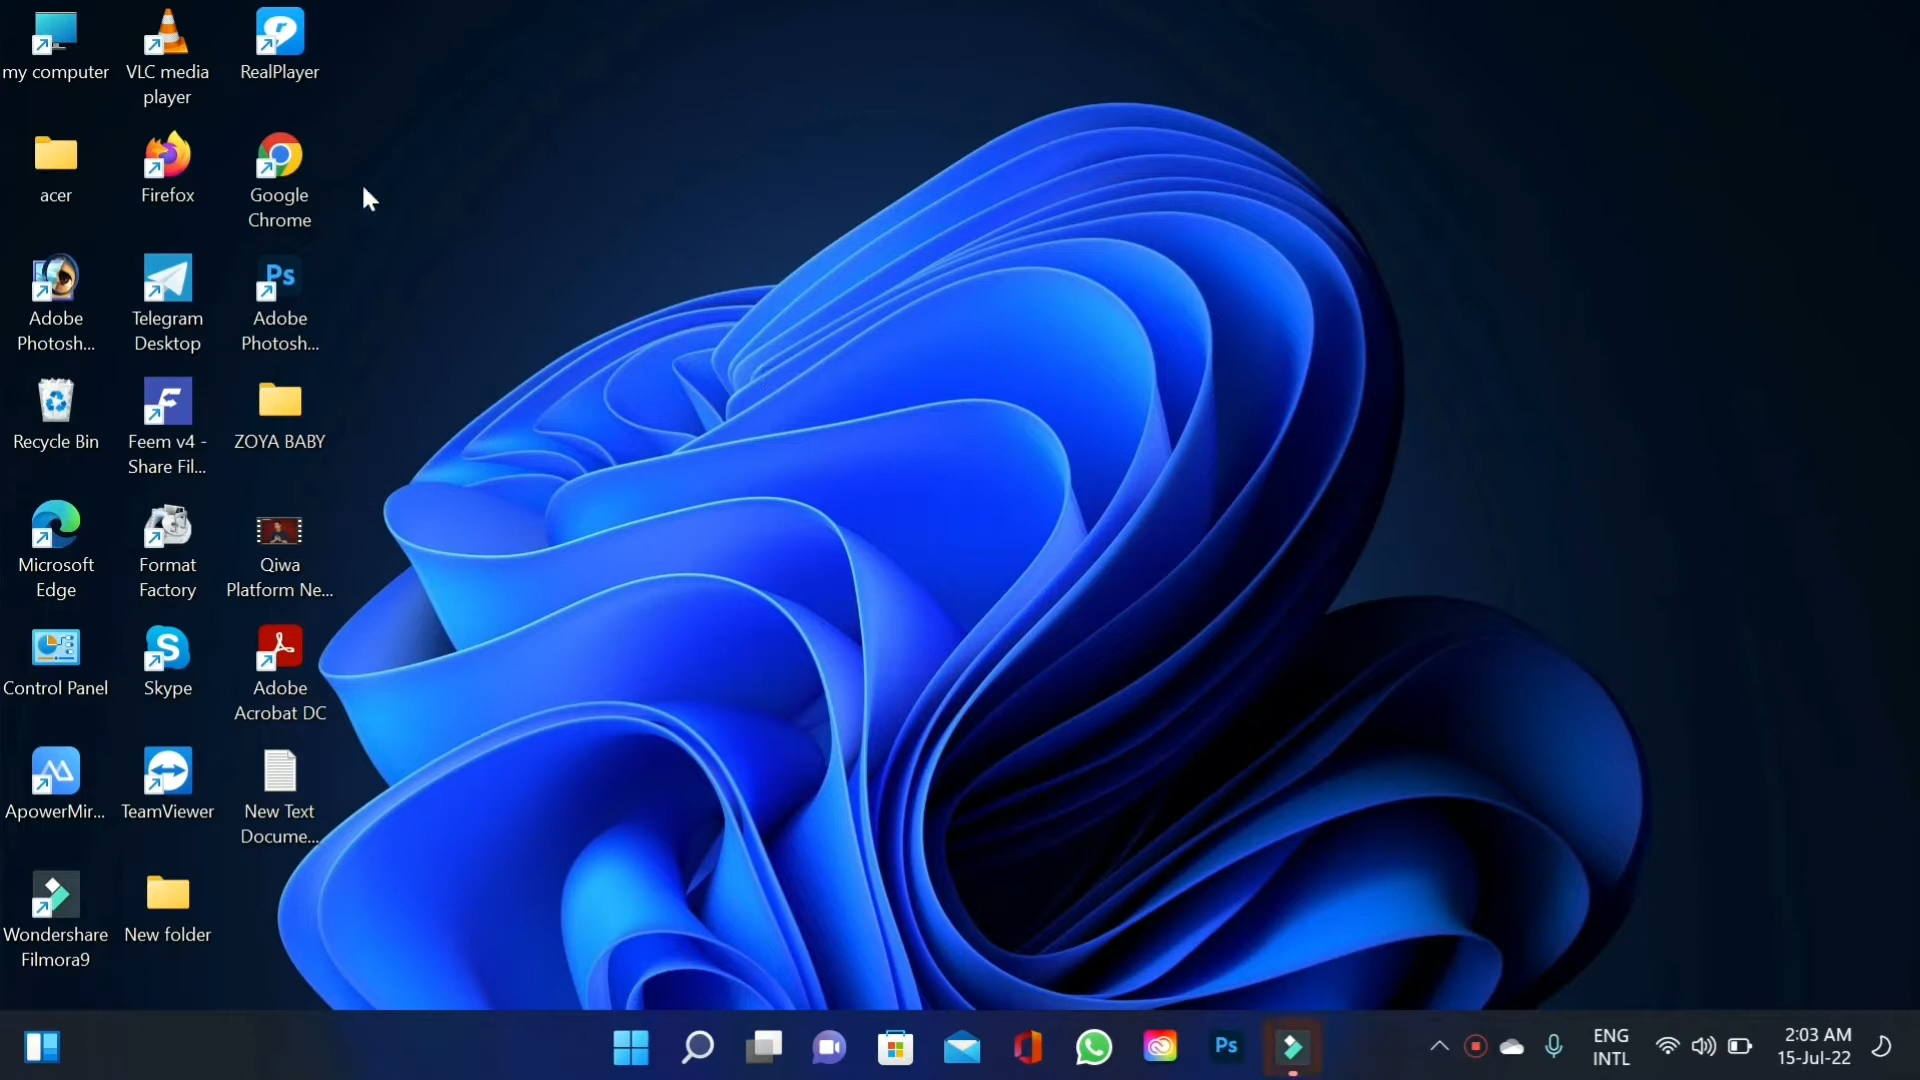 my computer
VLC media
player
RealPlayer
acer
Firefox
Google
Chrome
Adobe
Photosh...
Telegram
Desktop
Ps
Adobe
Photosh...
Recycle Bin
Feem v4 -
Share Fil...
ZOYA BABY
Microsoft
Edge
Format
Factory
Qiwa
Platform Ne...
Control Panel
Skype
Adobe
Acrobat DC
ApowerMir...
TeamViewer
New Text
Docume...
Wondershare
Filmora9
New folder
Ps
ENG
INTL
2:03 AM
15-Jul-22